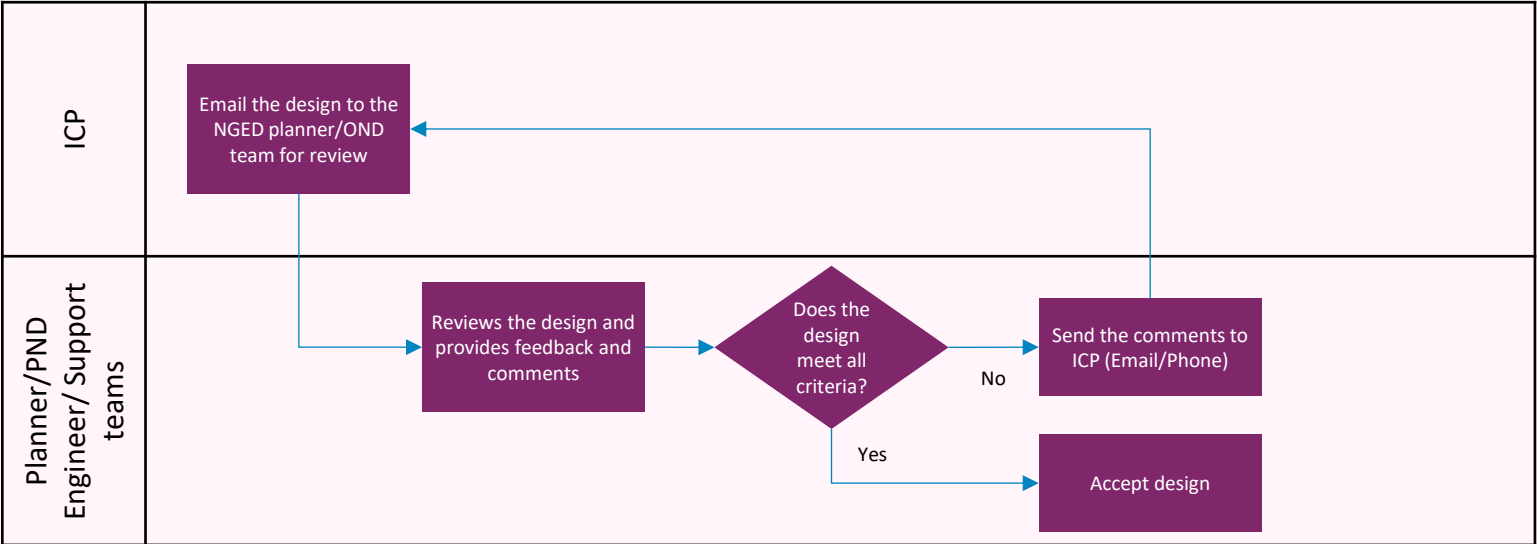 ICP
Email the design to the
NGED planner/OND
team for review
Planner/PND
Engineer/ Support
teams
Reviews the design and
provides feedback and
comments
Does the
design
meet all
criteria?
No
Send the comments to
ICP (Email/Phone)
Yes
Accept design